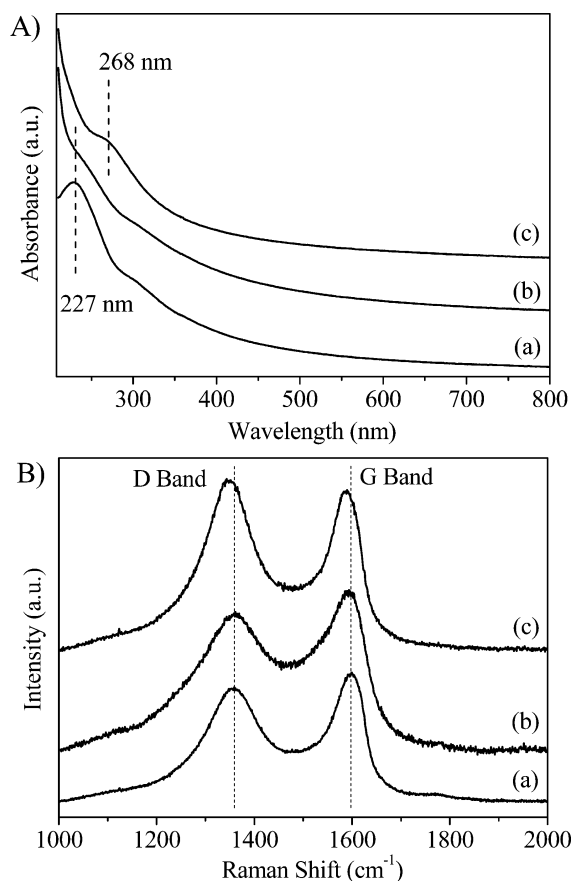 A)
268 nm
Absorbance (a.u.)
227 nm
(c)
(b)
(a)
300 400 500 600 700 800
Wavelength (nm)
B)
D Band G Band
Intensity (a.u.)
(c)
(b)
(a)
1000 1200 1400 1600 1800 2000
Raman Shift (cm⁻¹)